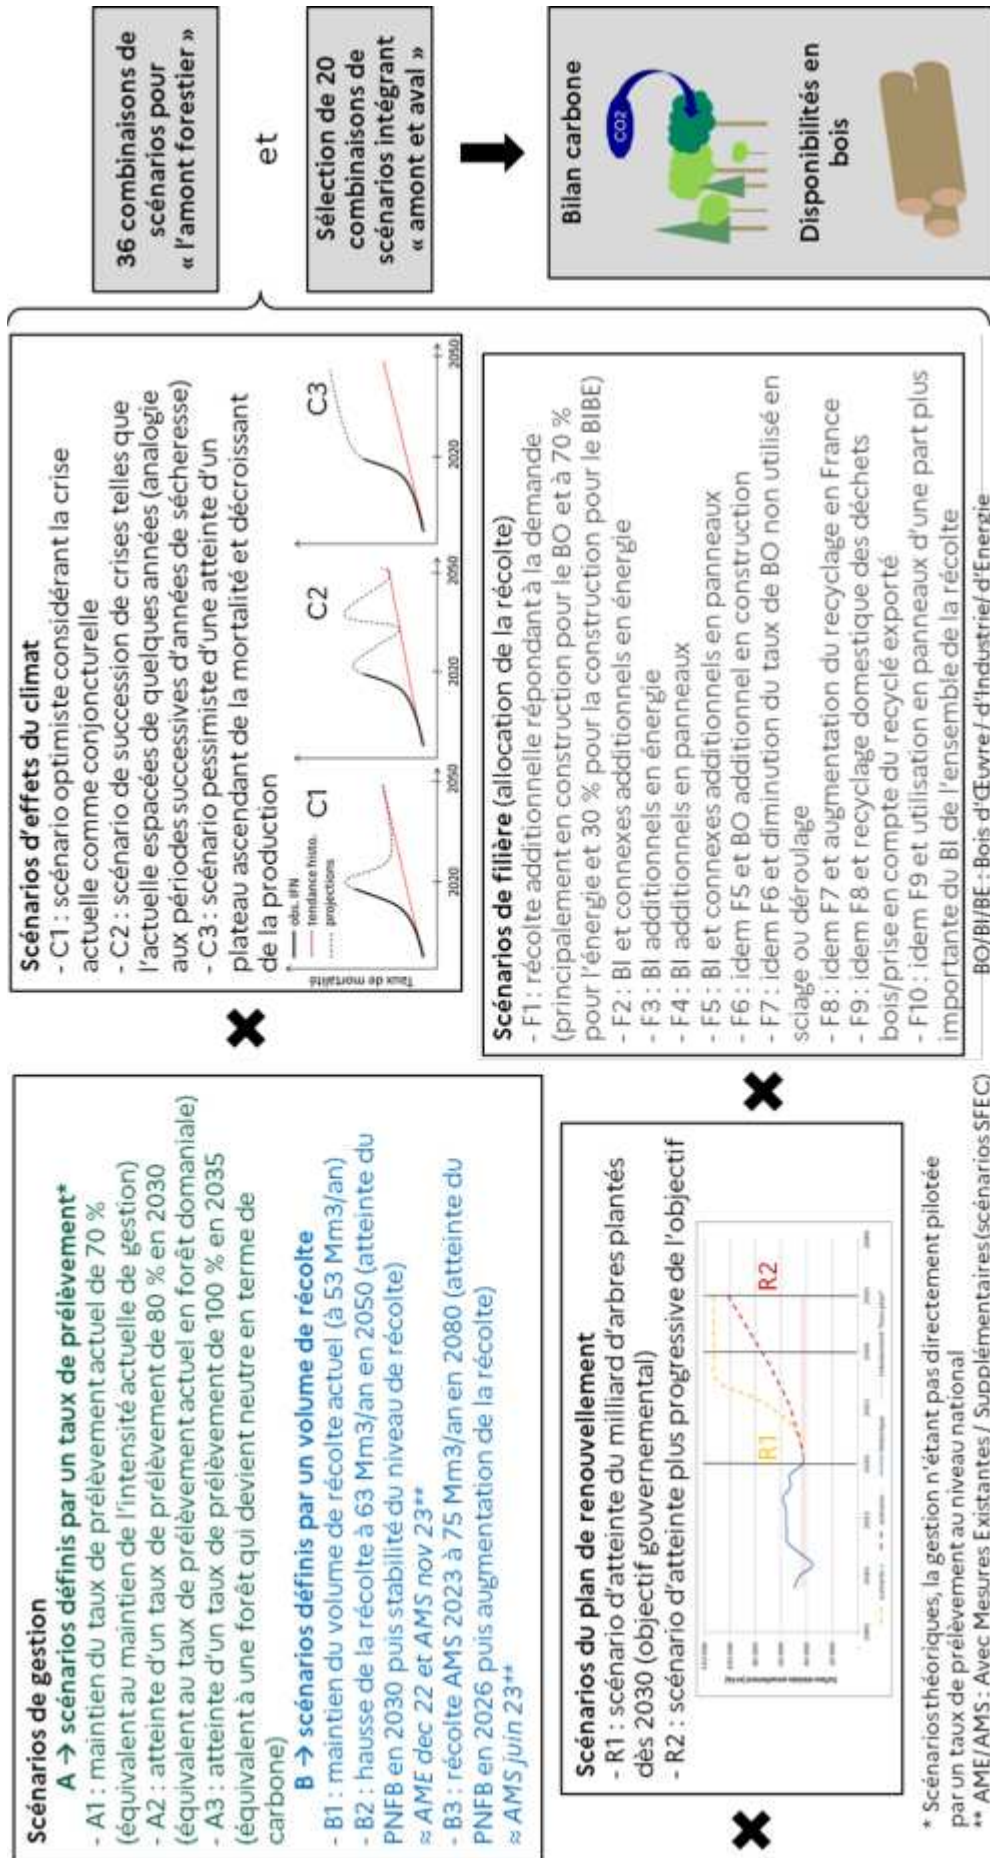 Scénarios de gestion
A → scénarios définis par un taux de prélèvement*
- A1 : maintien du taux de prélèvement actuel de 70 %
(équivalent au maintien de l'intensité actuelle de gestion)
- A2 : atteinte d'un taux de prélèvement de 80 % en 2030
(équivalent au taux de prélèvement actuel en forêt domaniale)
- A3 : atteinte d'un taux de prélèvement de 100 % en 2035
(équivalent à une forêt qui devient neutre en terme de
carbone)
B → scénarios définis par un volume de récolte
- B1 : maintien du volume de récolte actuel (à 53 Mm3/an)
- B2 : hausse de la récolte à 63 Mm3/an en 2050 (atteinte du
PNFB en 2030 puis stabilité du niveau de récolte)
≈ AME dec 22 et AMS nov 23**
- B3 : récolte AMS 2023 à 75 Mm3/an en 2080 (atteinte du
PNFB en 2026 puis augmentation de la récolte)
≈ AMS juin 23**
Scénarios d'effets du climat
- C1 : scénario optimiste considérant la crise
actuelle comme conjoncturelle
- C2 : scénario de succession de crises telles que
l'actuelle espacées de quelques années (analogie
aux périodes successives d'années de sécheresse)
- C3 : scénario pessimiste d'une atteinte d'un
plateau ascendant de la mortalité et décroissant
de la production
Taux de mortalité
obs. IFN
tendance histo.
projections
C1
2020
2050
C2
2020
2050
C3
2020
2050
Scénarios du plan de renouvellement
- R1 : scénario d'atteinte du milliard d'arbres plantés
dès 2030 (objectif gouvernemental)
- R2 : scénario d'atteinte plus progressive de l'objectif
R1
R2
Scénarios de filière (allocation de la récolte)
- F1 : récolte additionnelle répondant à la demande
(principalement en construction pour le BO et à 70 %
pour l'énergie et 30 % pour la construction pour le BIBE)
- F2 : BI et connexes additionnels en énergie
- F3 : BI additionnels en énergie
- F4 : BI additionnels en panneaux
- F5 : BI et connexes additionnels en panneaux
- F6 : idem F5 et BO additionnel en construction
- F7 : idem F6 et diminution du taux de BO non utilisé en
sciage ou déroulage
- F8 : idem F7 et augmentation du recyclage en France
- F9 : idem F8 et recyclage domestique des déchets
bois/prise en compte du recyclé exporté
- F10 : idem F9 et utilisation en panneaux d'une part plus
importante du BI de l'ensemble de la récolte
BO/BI/BE : Bois d'Œuvre/ d'Industrie/ d'Energie
* Scénarios théoriques, la gestion n'étant pas directement pilotée
par un taux de prélèvement au niveau national
** AME/AMS : Avec Mesures Existantes / Supplémentaires (scénarios SFEC)
36 combinaisons de
scénarios pour
« l'amont forestier »
et
Sélection de 20
combinaisons de
scénarios intégrant
« amont et aval »
Bilan carbone
CO2
Disponibilités en
bois